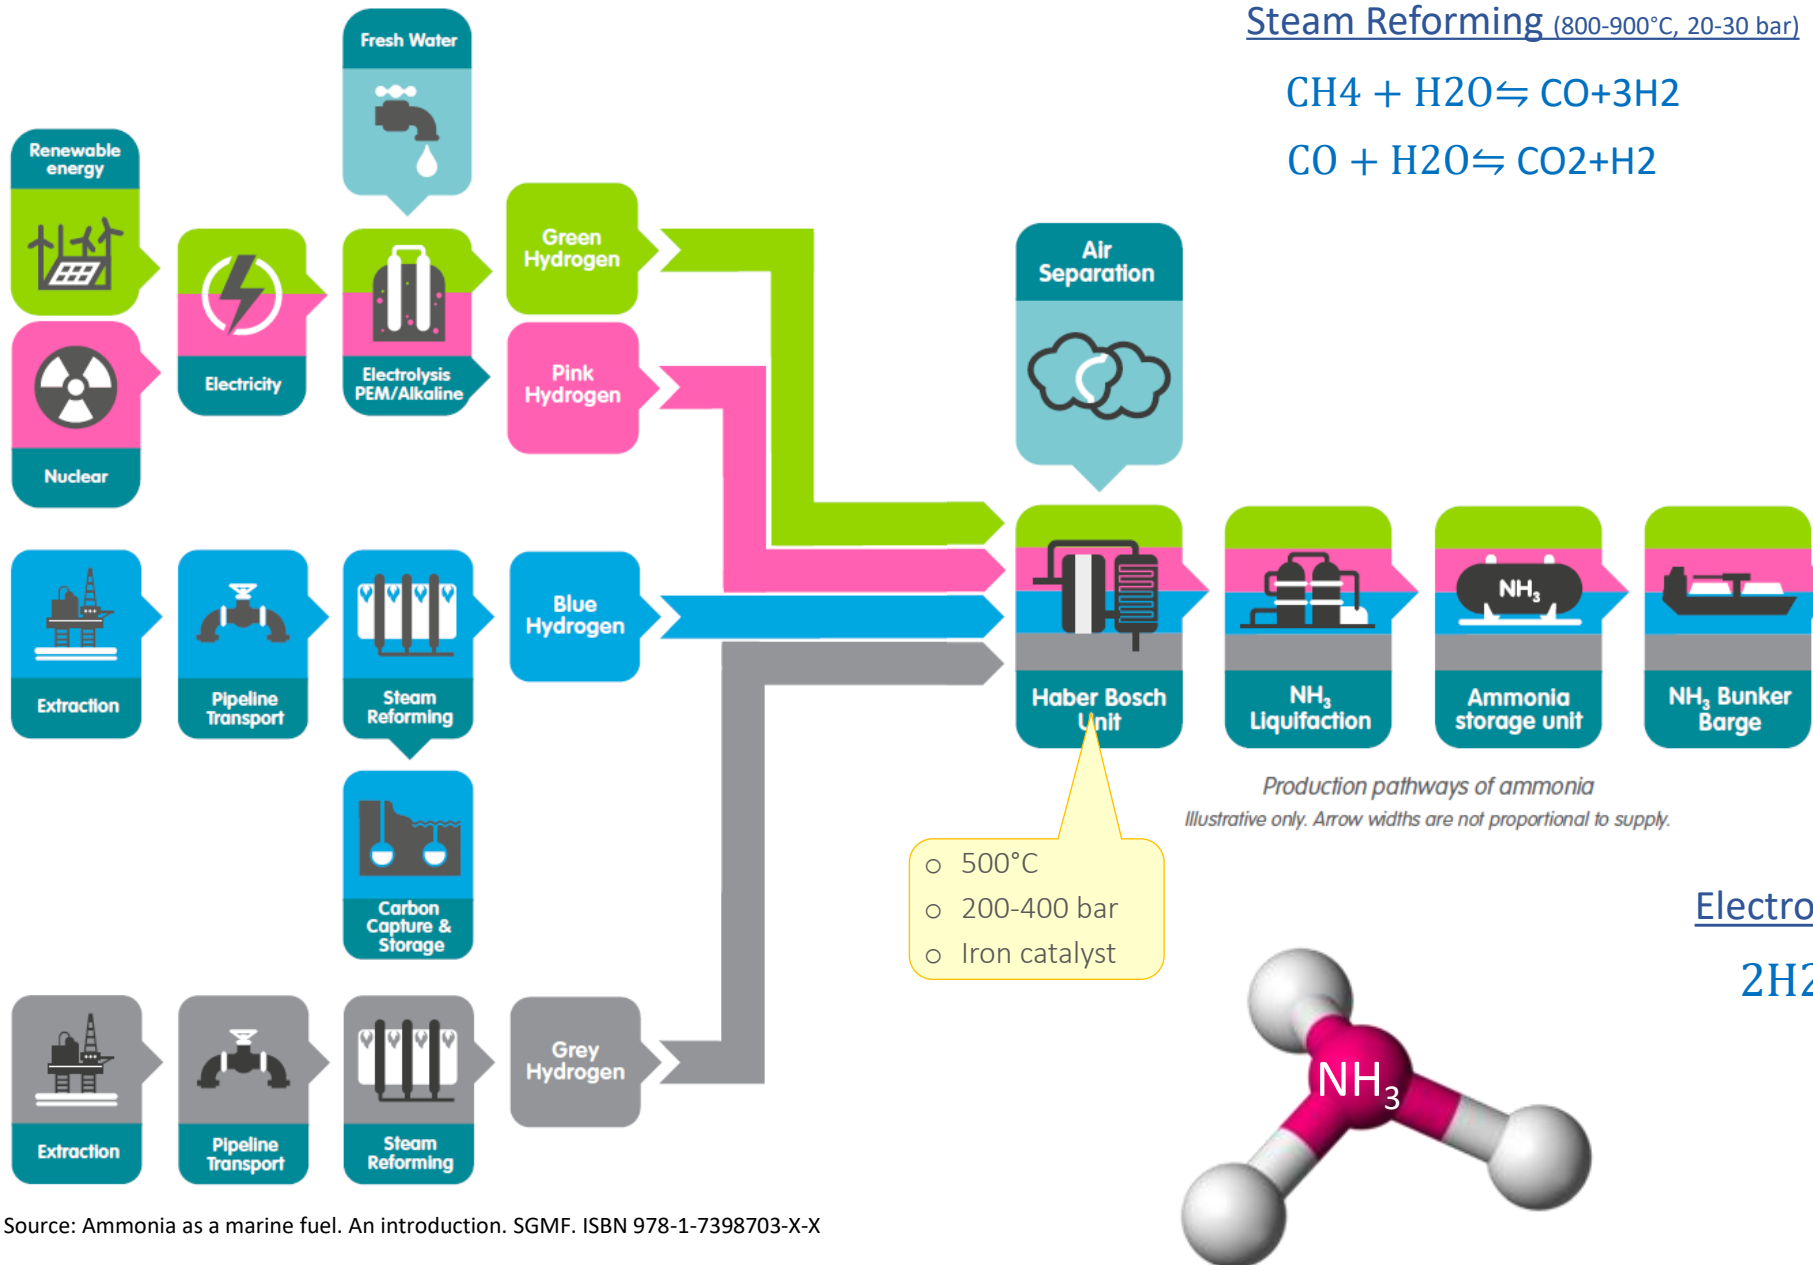 Steam Reforming (800-900°C, 20-30 bar)
CH4 + H2O⇋ CO+3H2
CO + H2O⇋ CO2+H2
Fresh Water
Renewable
energy
Green
Hydrogen
Air
Separation
Electricity
Electrolysis
PEM/Alkaline
Pink
Hydrogen
Nuclear
Extraction
Pipeline
Transport
Steam
Reforming
Blue
Hydrogen
Haber Bosch
Unit
NH₃
Liquifaction
NH₃
Ammonia
storage unit
NH₃ Bunker
Barge
Production pathways of ammonia
Illustrative only. Arrow widths are not proportional to supply.
o 500°C
o 200-400 bar
o Iron catalyst
Carbon
Capture &
Storage
Electro
2H2
Extraction
Pipeline
Transport
Steam
Reforming
Grey
Hydrogen
NH₃
Source: Ammonia as a marine fuel. An introduction. SGMF. ISBN 978-1-7398703-X-X